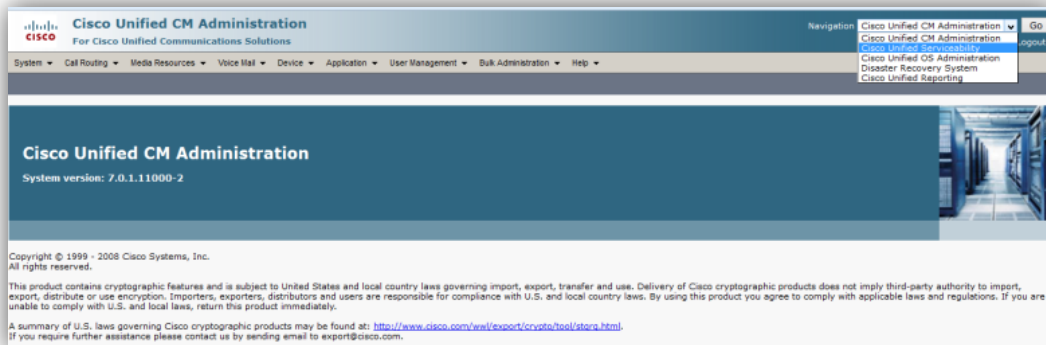 cisco
Cisco Unified CM Administration
For Cisco Unified Communications Solutions
Navigation Cisco Unified CM Administration Go
Cisco Unified CM Administration
Cisco Unified Serviceability
Cisco Unified OS Administration
Disaster Recovery System
Cisco Unified Reporting
Logout
System Call Routing Media Resources Voice Mail Device Application User Management Bulk Administration Help
Cisco Unified CM Administration
System version: 7.0.1.11000-2
Copyright © 1999 - 2008 Cisco Systems, Inc.
All rights reserved.
This product contains cryptographic features and is subject to United States and local country laws governing import, export, transfer and use. Delivery of Cisco cryptographic products does not imply third-party authority to import,
export, distribute or use encryption. Importers, exporters, distributors and users are responsible for compliance with U.S. and local country laws. By using this product you agree to comply with applicable laws and regulations. If you are
unable to comply with U.S. and local laws, return this product immediately.
A summary of U.S. laws governing Cisco cryptographic products may be found at: http://www.cisco.com/wwl/export/crypto/tool/stqrg.html.
If you require further assistance please contact us by sending email to export@cisco.com.